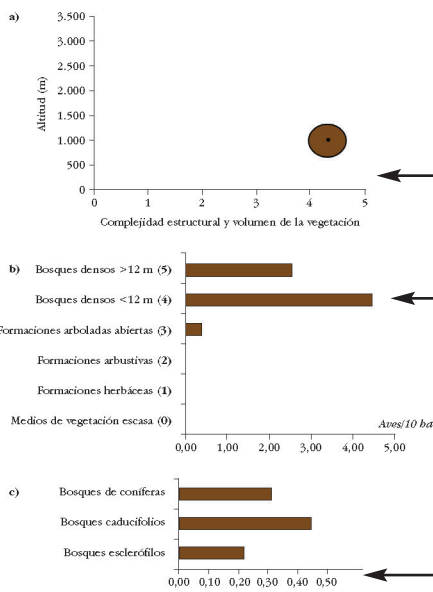 a)
3.500
3.000
2.500
2.000
1.500
1.000
500
0
Altitud (m)
0 1 2 3 4 5
Complejidad estructural y volumen de la vegetación
b) Bosques densos >12 m (5)
Bosques densos <12 m (4)
Formaciones arboladas abiertas (3)
Formaciones arbustivas (2)
Formaciones herbáceas (1)
Medios de vegetación escasa (0)
Aves/10 ha
0,00 1,00 2,00 3,00 4,00 5,00
c) Bosques de coníferas
Bosques caducifolios
Bosques esclerófilos
0,00 0,10 0,20 0,30 0,40 0,50